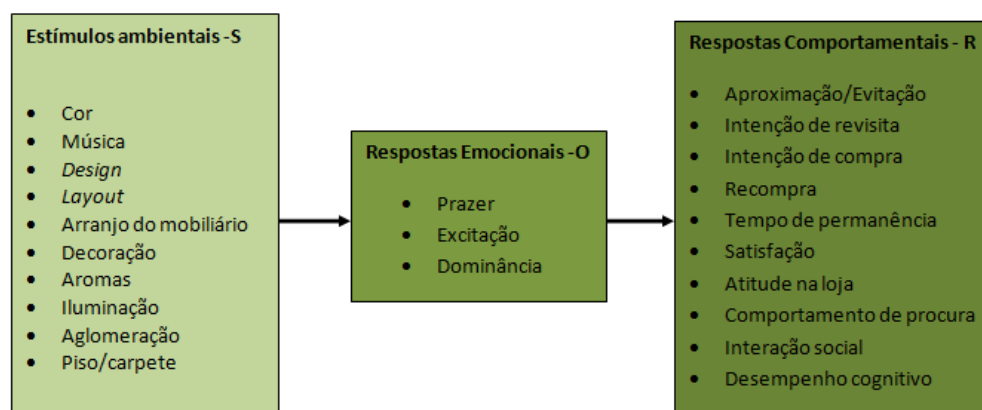 Estímulos ambientais -S
Cor
Música
Design
Layout
Arranjo do mobiliário
Decoração
Aromas
Iluminação
Aglomeração
Piso/carpete
Respostas Emocionais -O
Prazer
Excitação
Dominância
Respostas Comportamentais - R
Aproximação/Evitação
Intenção de revisita
Intenção de compra
Recompra
Tempo de permanência
Satisfação
Atitude na loja
Comportamento de procura
Interação social
Desempenho cognitivo